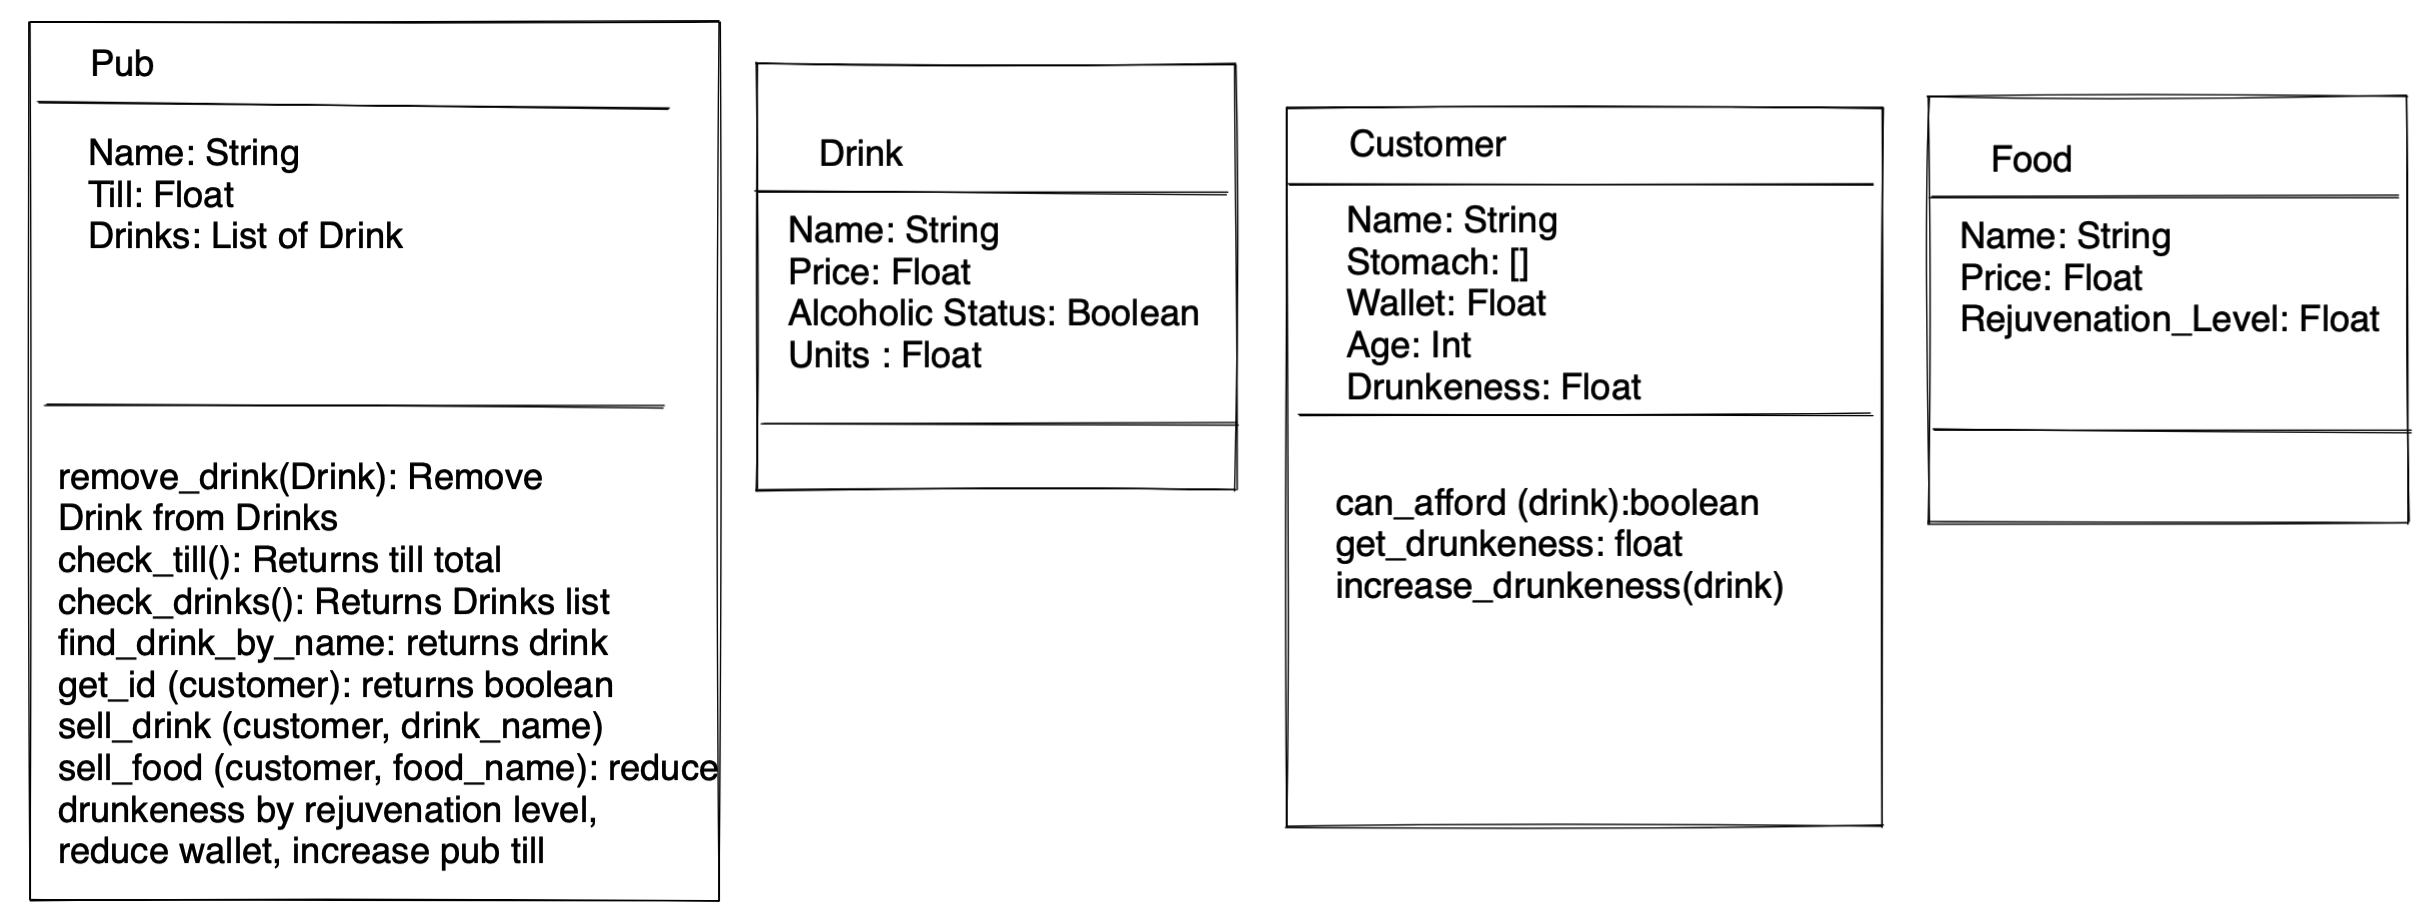 Pub
Name: String
Till: Float
Drinks: List of Drink
remove_drink(Drink): Remove
Drink from Drinks
check_till(): Returns till total
check_drinks(): Returns Drinks list
find_drink_by_name: returns drink
get_id (customer): returns boolean
sell_drink (customer, drink_name)
sell_food (customer, food_name): reduce
drunkeness by rejuvenation level,
reduce wallet, increase pub till
Drink
Name: String
Price: Float
Alcoholic Status: Boolean
Units : Float
Customer
Name: String
Stomach: []
Wallet: Float
Age: Int
Drunkeness: Float
can_afford (drink):boolean
get_drunkeness: float
increase_drunkeness(drink)
Food
Name: String
Price: Float
Rejuvenation_Level: Float